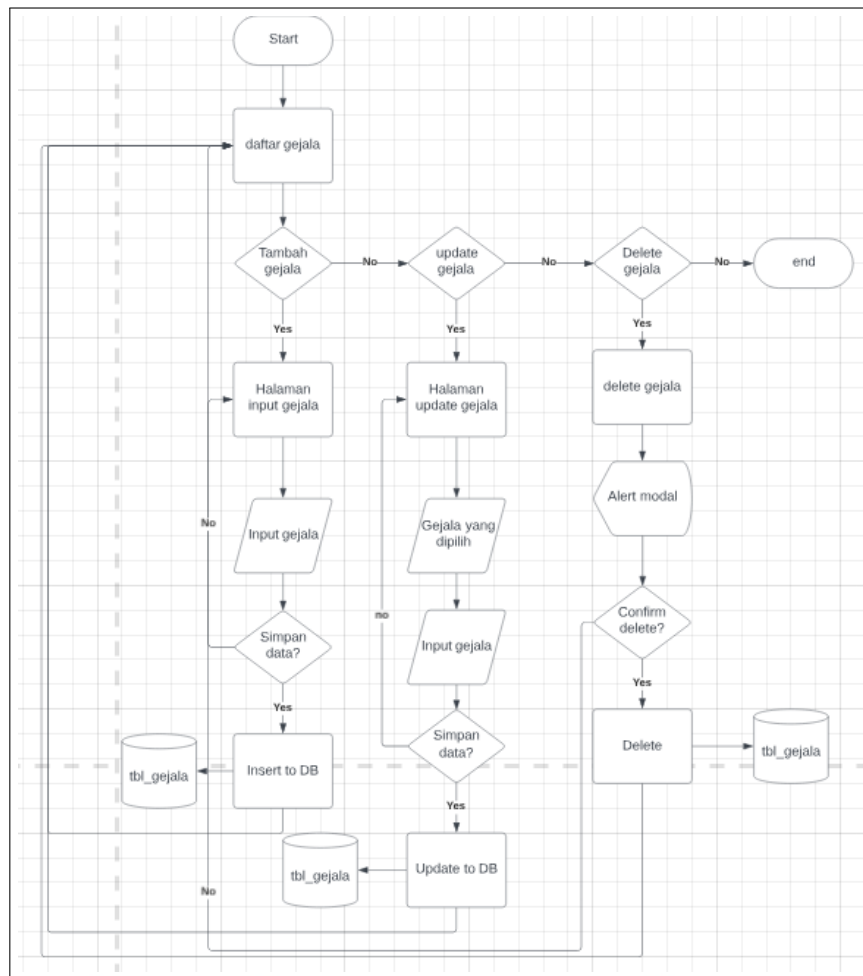 Start
daftar gejala
Tambah
gejala
No
update
gejala
No
Delete
gejala
No
end
Yes
Yes
Yes
Halaman
input gejala
Halaman
update gejala
delete gejala
Alert modal
No
Input gejala
Gejala yang
dipilih
Confirm
delete?
no
Simpan
data?
Input gejala
Yes
Yes
Simpan
data?
Delete
tbl_gejala
tbl_gejala
Insert to DB
Yes
tbl_gejala
Update to DB
No